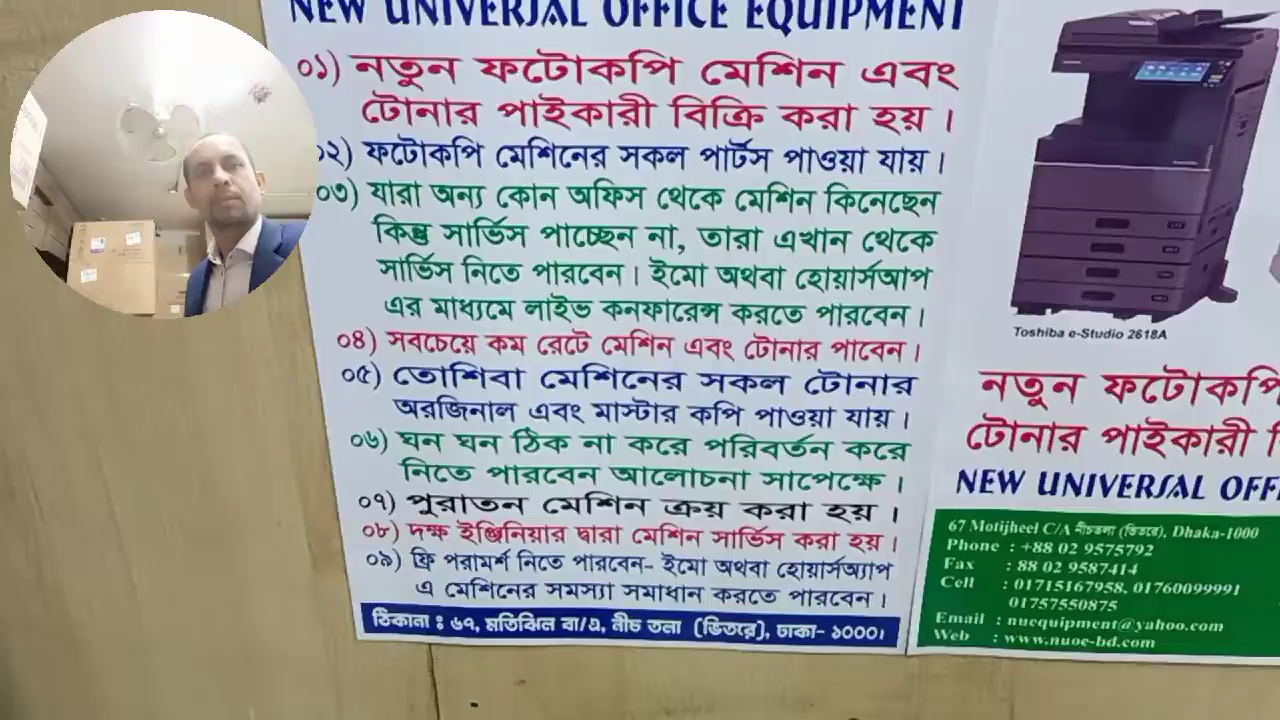 NEW UNIVERSAL OFFICE EQUIPMENT
০১) নতুন ফটোকপি মেশিন এবং
টোনার পাইকারী বিক্রি করা হয়।
০২) ফটোকপি মেশিনের সকল পার্টস পাওয়া যায়।
০৩) যারা অন্য কোন অফিস থেকে মেশিন কিনেছেন
কিন্তু সার্ভিস পাচ্ছেন না, তারা এখান থেকে
সার্ভিস নিতে পারবেন। ইমো অথবা হোয়ার্সআপ
এর মাধ্যমে লাইভ কনফারেন্স করতে পারবেন।
০৪) সবচেয়ে কম রেটে মেশিন এবং টোনার পাবেন।
০৫) তোশিবা মেশিনের সকল টোনার
অরজিনাল এবং মাস্টার কপি পাওয়া যায়।
০৬) ঘন ঘন ঠিক না করে পরিবর্তন করে
নিতে পারবেন আলোচনা সাপেক্ষে।
০৭) পুরাতন মেশিন ক্রয় করা হয়।
০৮) দক্ষ ইঞ্জিনিয়ার দ্বারা মেশিন সার্ভিস করা হয়।
০৯) ফ্রি পরামর্শ নিতে পারবেন- ইমো অথবা হোয়ার্সঅ্যাপ
এ মেশিনের সমস্যা সমাধান করতে পারবেন।
ঠিকানা : ৬৭, মতিঝিল বা/এ, নীচ তলা (ভিতরে), ঢাকা- ১০০০।
Toshiba e-Studio 2618A
নতুন ফটোকপি
টোনার পাইকারী
NEW UNIVERSAL OFF
67 Motijheel C/A নীচতলা (ভিতরে), Dhaka-1000
Phone : +88 02 9575792
Fax : 88 02 9587414
Cell : 01715167958, 01760099991
01757550875
Email : nuequipment@yahoo.com
Web : www.nuoe-bd.com